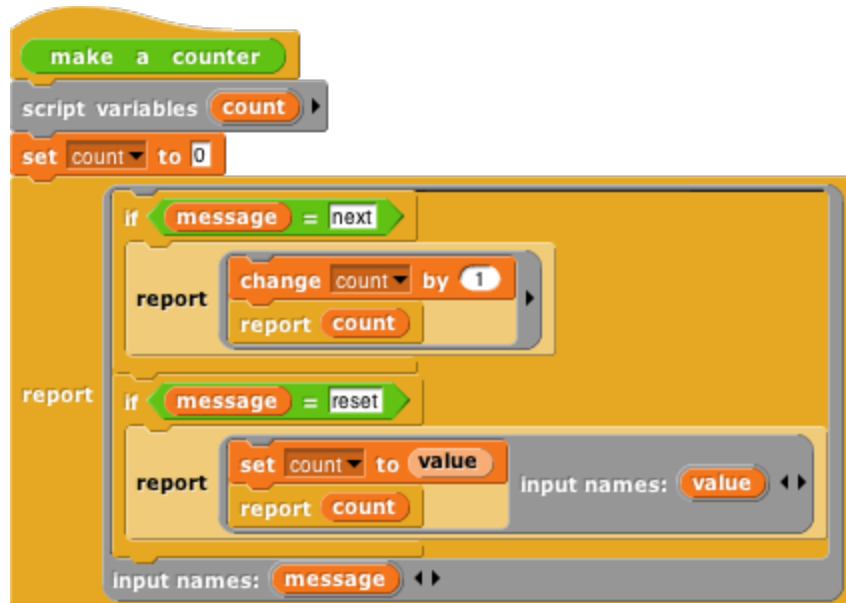 make a counter
script variables count
set count to 0
if message = next
change count by 1
report
report count
report
if message = reset
set count to value
report
input names: value
report count
input names: message